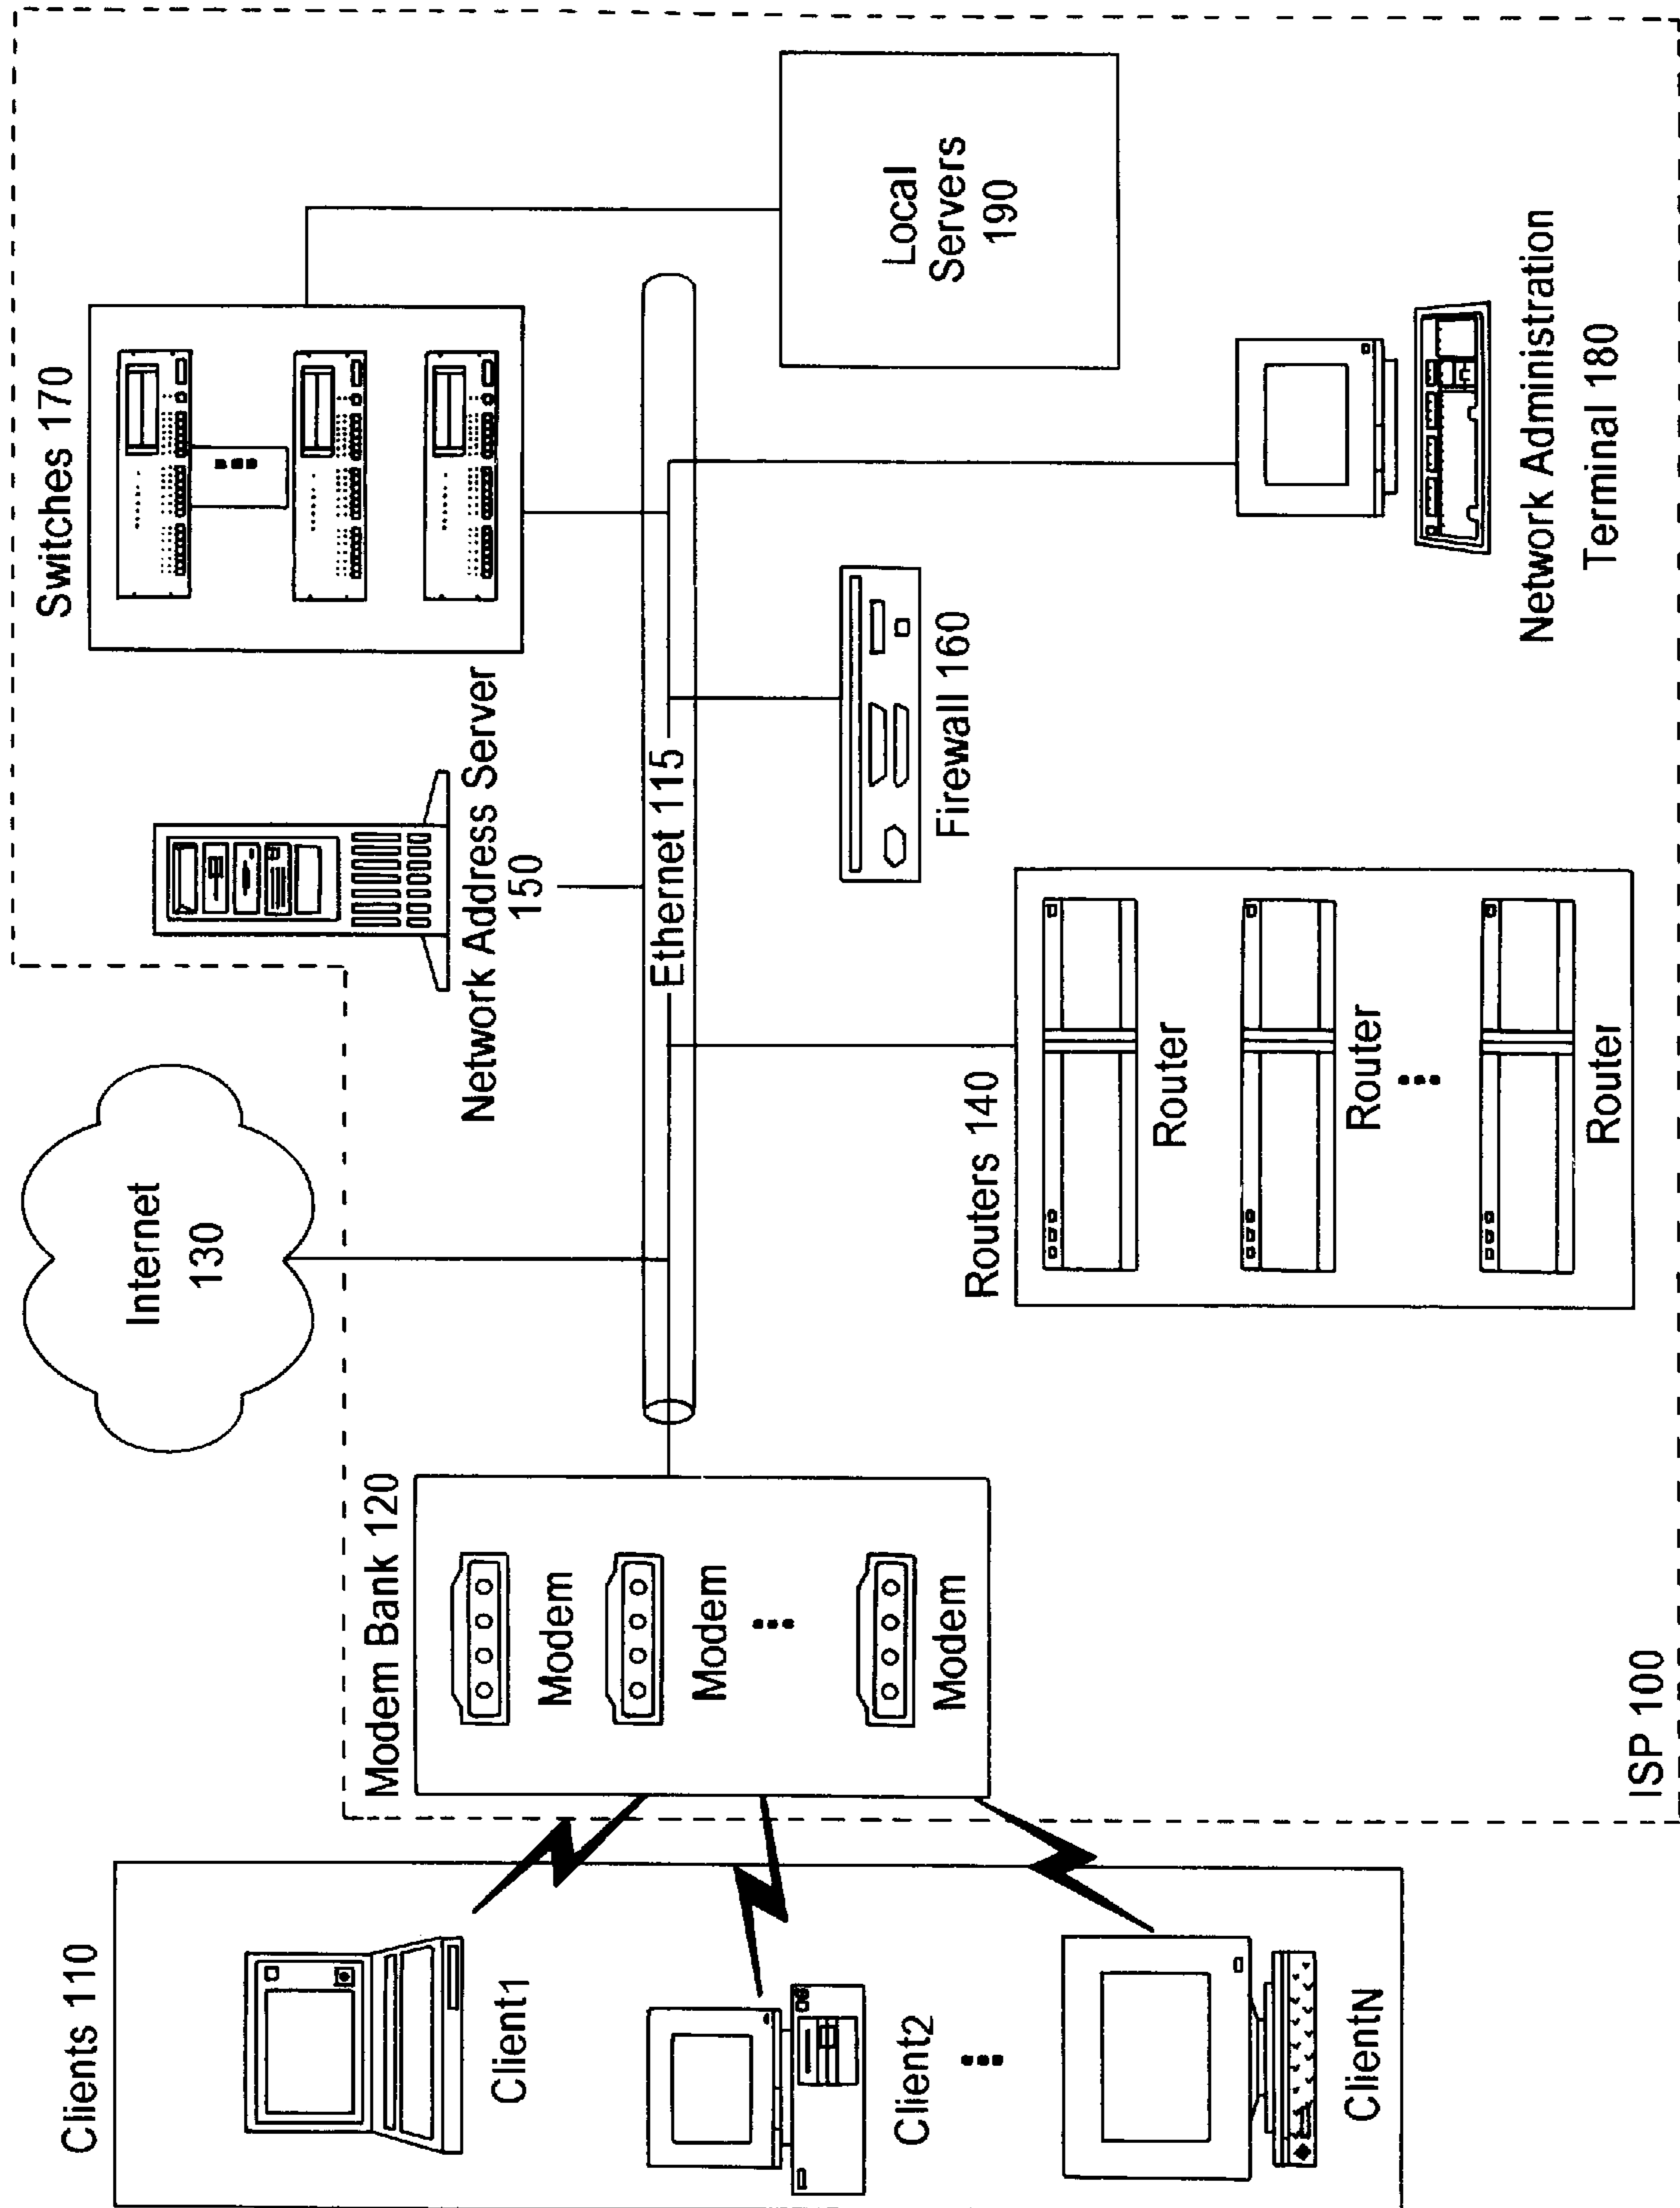 Clients 110
Client1
Client2
ClientN
Modem Bank 120
Modem
Modem
Modem
ISP 100
Internet
130
Routers 140
Router
Router
Router
Network Address Server
150
Ethernet 115
Firewall 160
Switches 170
Local
Servers
190
Network Administration
Terminal 180